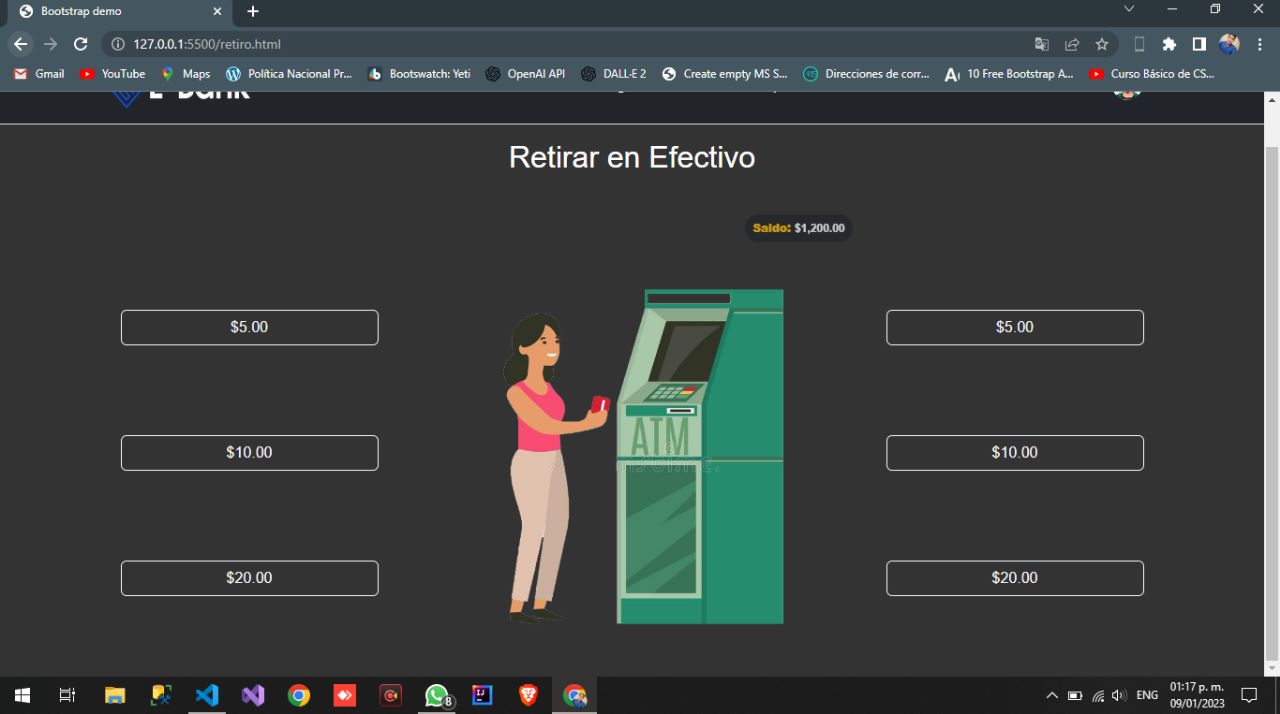 Bootstrap demo
127.0.0.1:5500/retiro.html
Gmail
YouTube
Maps
Política Nacional Pr...
Bootswatch: Yeti
OpenAI API
DALL·E 2
Create empty MS S...
Direcciones de corr...
10 Free Bootstrap A...
Curso Básico de CS...
E-Bank
Retirar en Efectivo
Saldo: $1,200.00
$5.00
$5.00
$10.00
ATM
$10.00
$20.00
$20.00
8
ENG
01:17 p. m.
09/01/2023